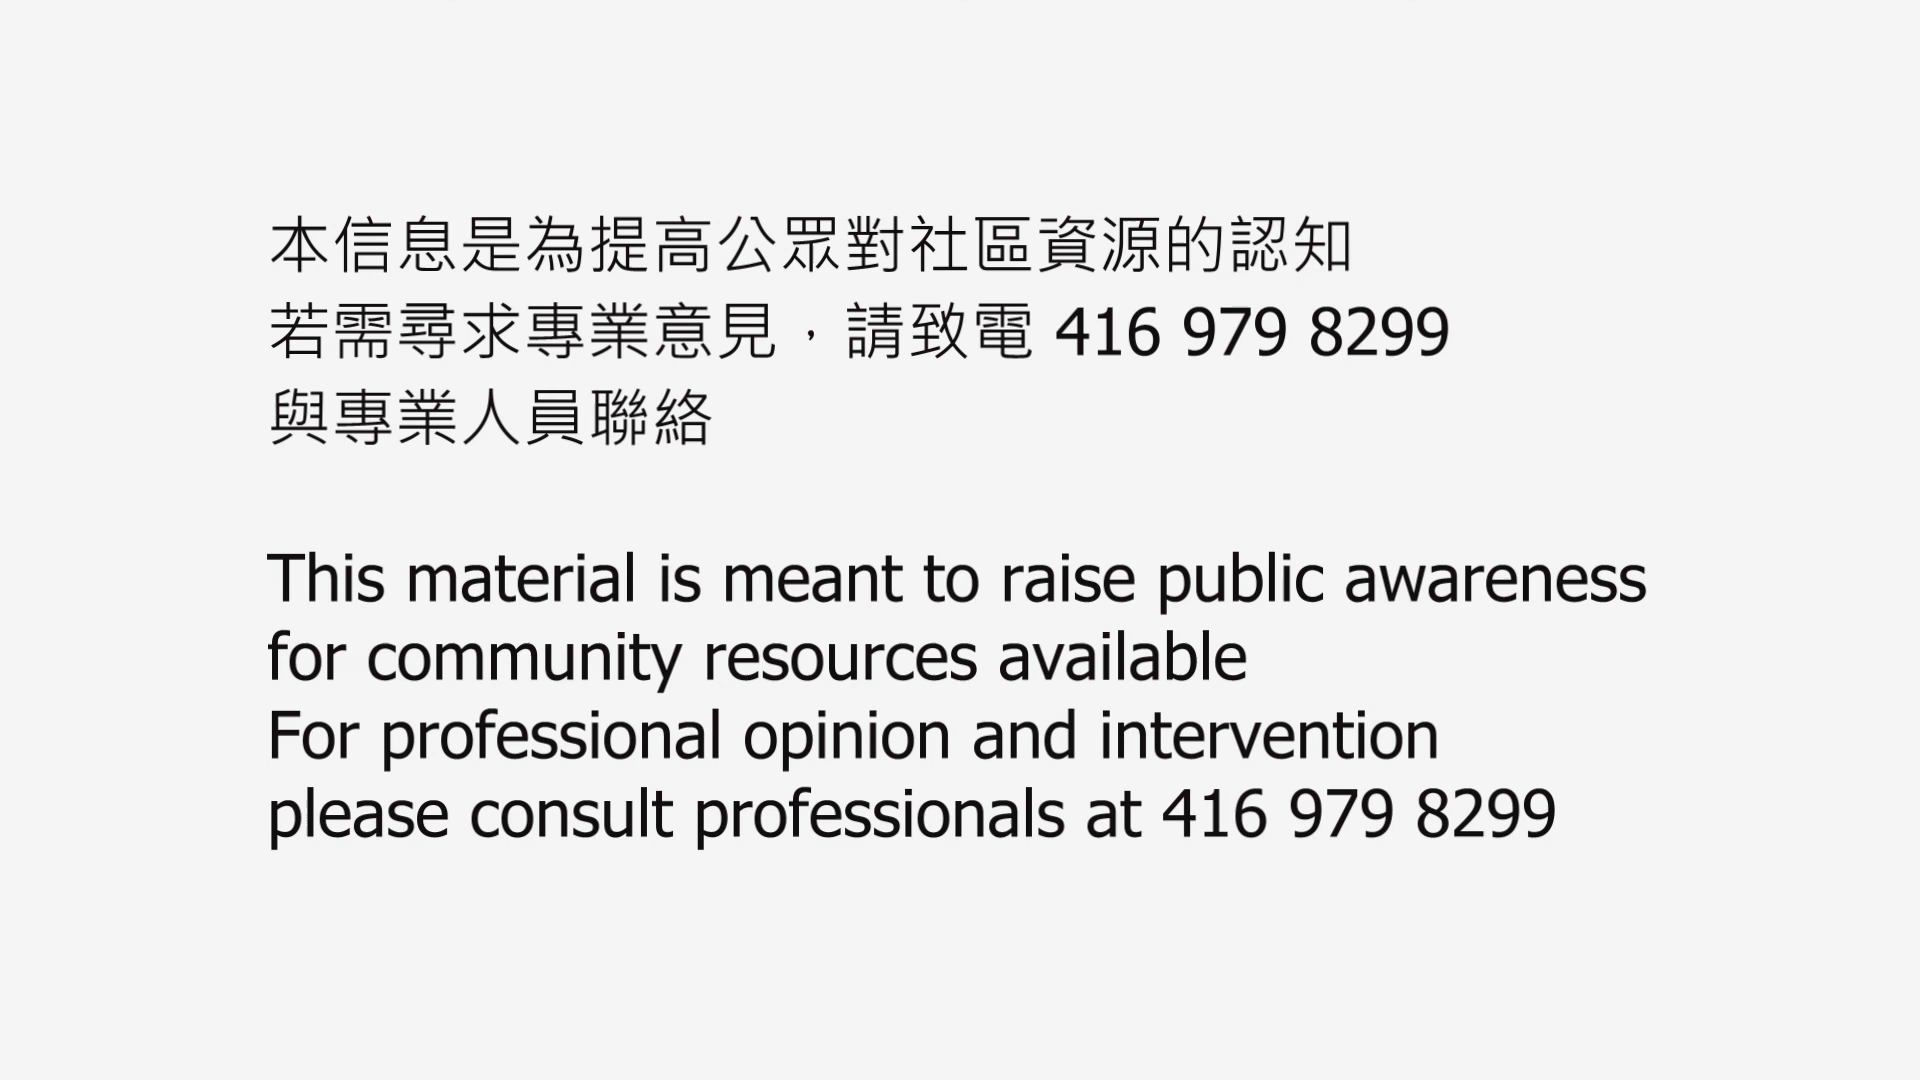 本信息是為提高公眾對社區資源的認知
若需尋求專業意見，請致電 416 979 8299
與專業人員聯絡
This material is meant to raise public awareness
for community resources available
For professional opinion and intervention
please consult professionals at 416 979 8299